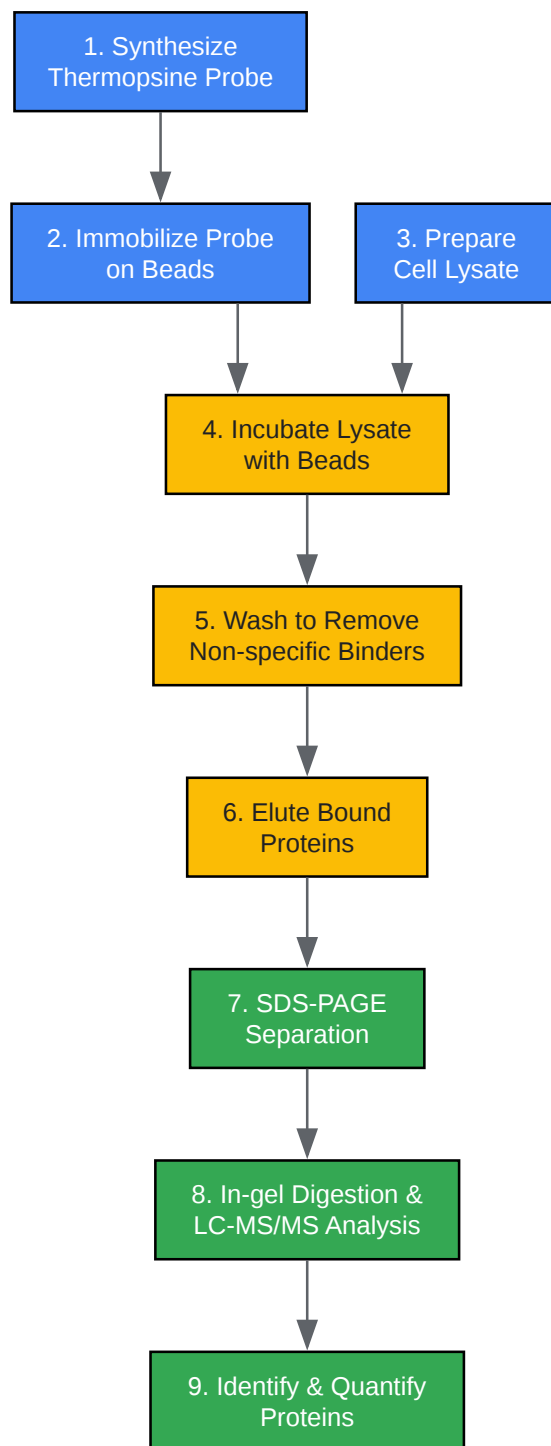 1. Synthesize
Thermopsine Probe
2. Immobilize Probe
on Beads
3. Prepare
Cell Lysate
4. Incubate Lysate
with Beads
5. Wash to Remove
Non-specific Binders
6. Elute Bound
Proteins
7. SDS-PAGE
Separation
8. In-gel Digestion &
LC-MS/MS Analysis
9. Identify & Quantify
Proteins